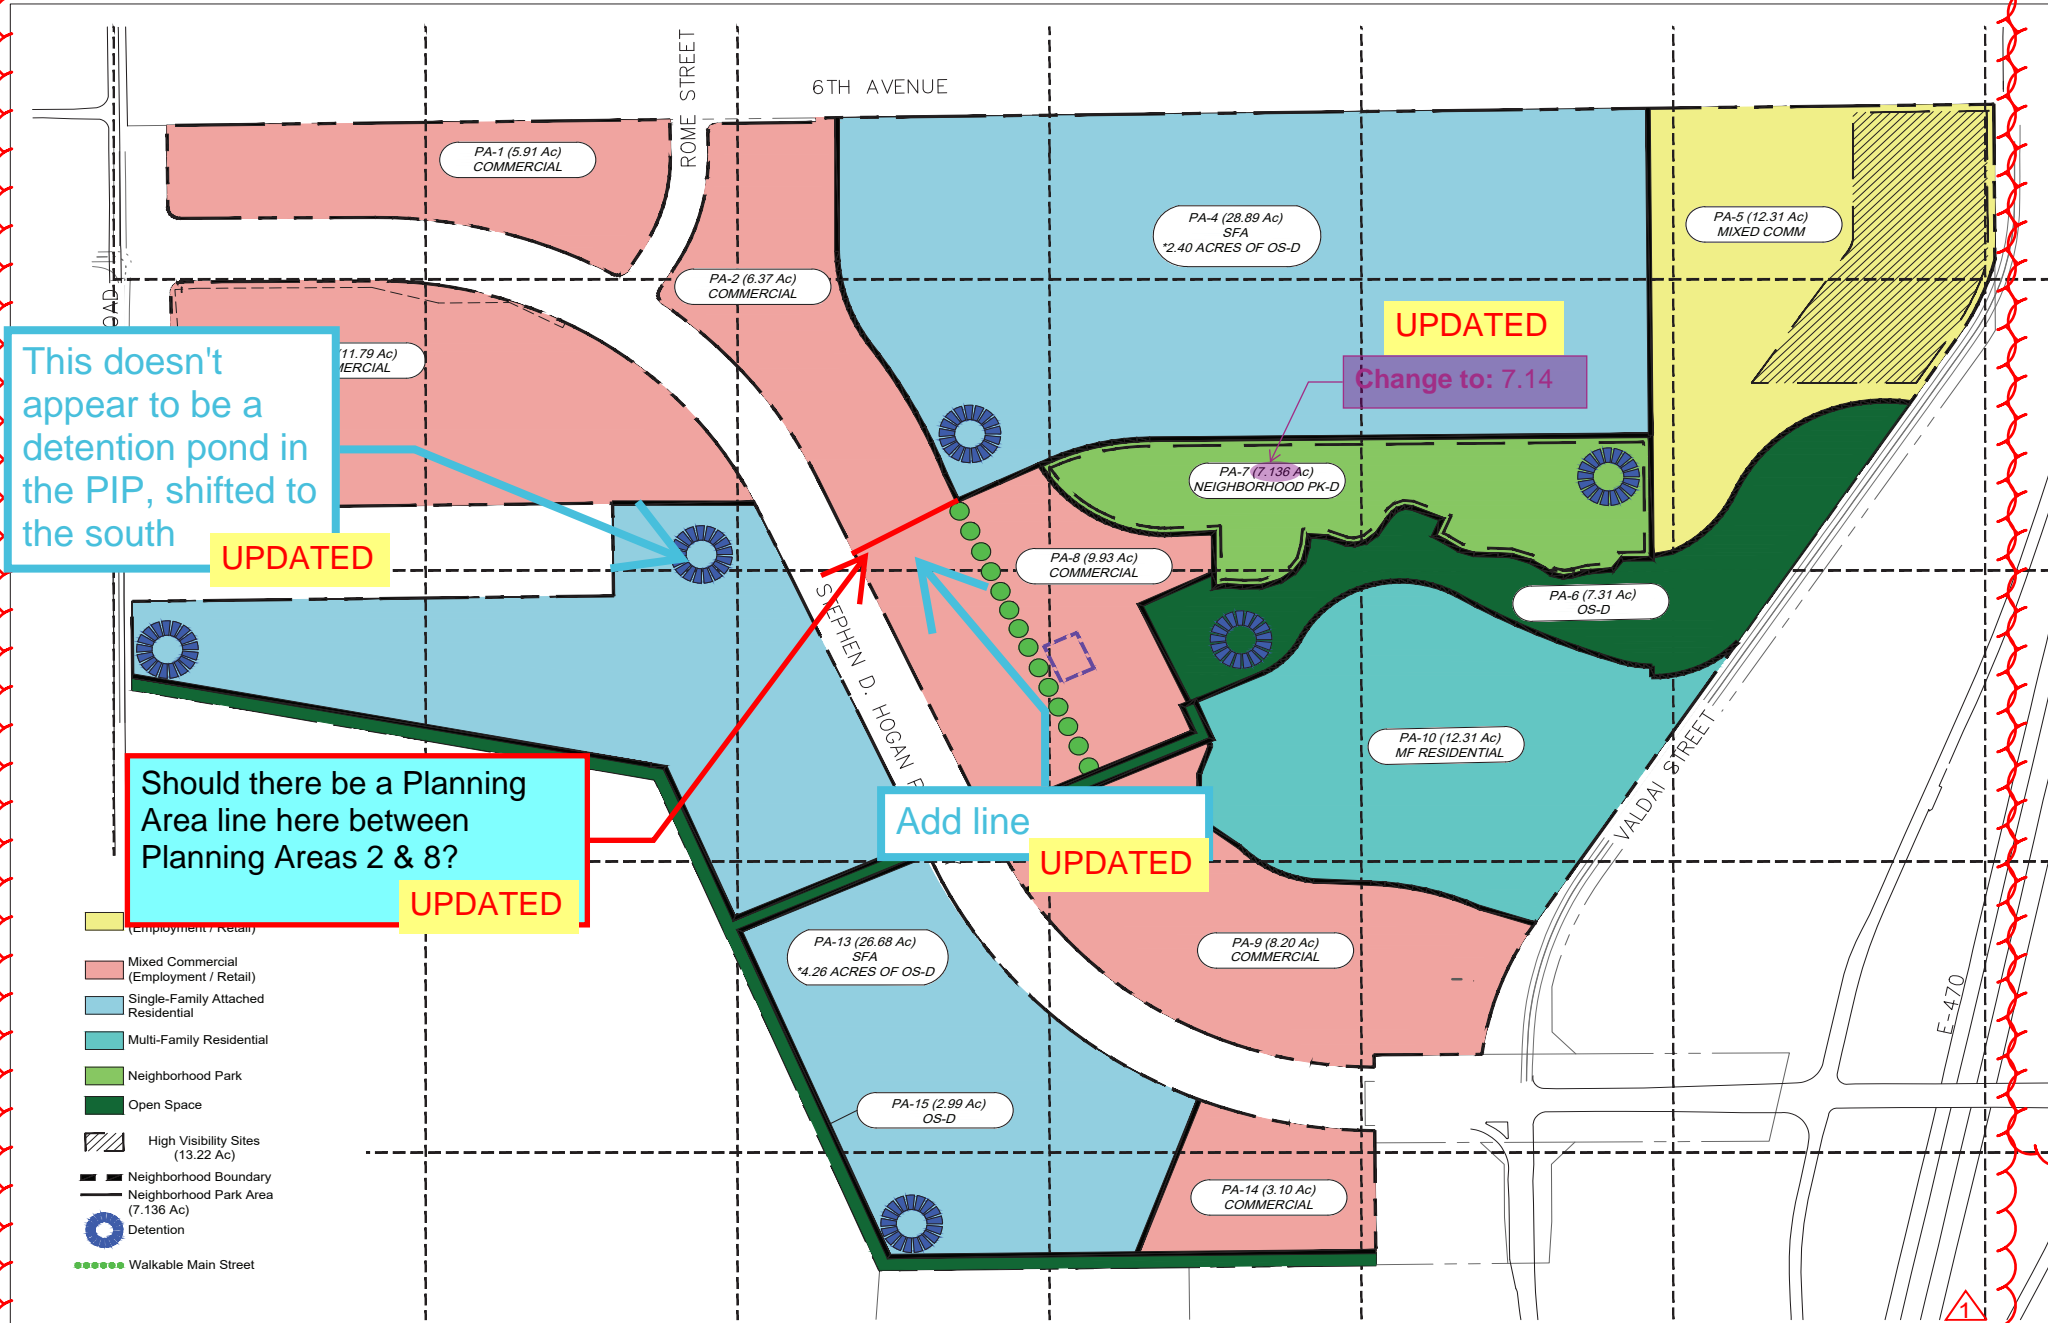 6TH AVENUE
ROME STREET
PA-1 (5.91 Ac)
COMMERCIAL
PA-4 (28.89 Ac)
SFA
*2.40 ACRES OF OS-D
PA-5 (12.31 Ac)
MIXED COMM
PA-2 (6.37 Ac)
COMMERCIAL
OAD
UPDATED
Change to: 7.14
11.79 Ac)
MERCIAL
This doesn't
appear to be a
detention pond in
the PIP, shifted to
the south
UPDATED
PA-7 (7.136 Ac)
NEIGHBORHOOD PK-D
PA-8 (9.93 Ac)
COMMERCIAL
PA-6 (7.31 Ac)
OS-D
STEPHEN D. HOGAN P
PA-10 (12.31 Ac)
MF RESIDENTIAL
VALDAI STREET
Should there be a Planning
Area line here between
Planning Areas 2 & 8?
UPDATED
Add line
UPDATED
PA-13 (26.68 Ac)
SFA
*4.26 ACRES OF OS-D
PA-9 (8.20 Ac)
COMMERCIAL
E-470
PA-15 (2.99 Ac)
OS-D
PA-14 (3.10 Ac)
COMMERCIAL
(Employment / Retail)
Mixed Commercial
(Employment / Retail)
Single-Family Attached
Residential
Multi-Family Residential
Neighborhood Park
Open Space
High Visibility Sites
(13.22 Ac)
Neighborhood Boundary
Neighborhood Park Area
(7.136 Ac)
Detention
Walkable Main Street
1